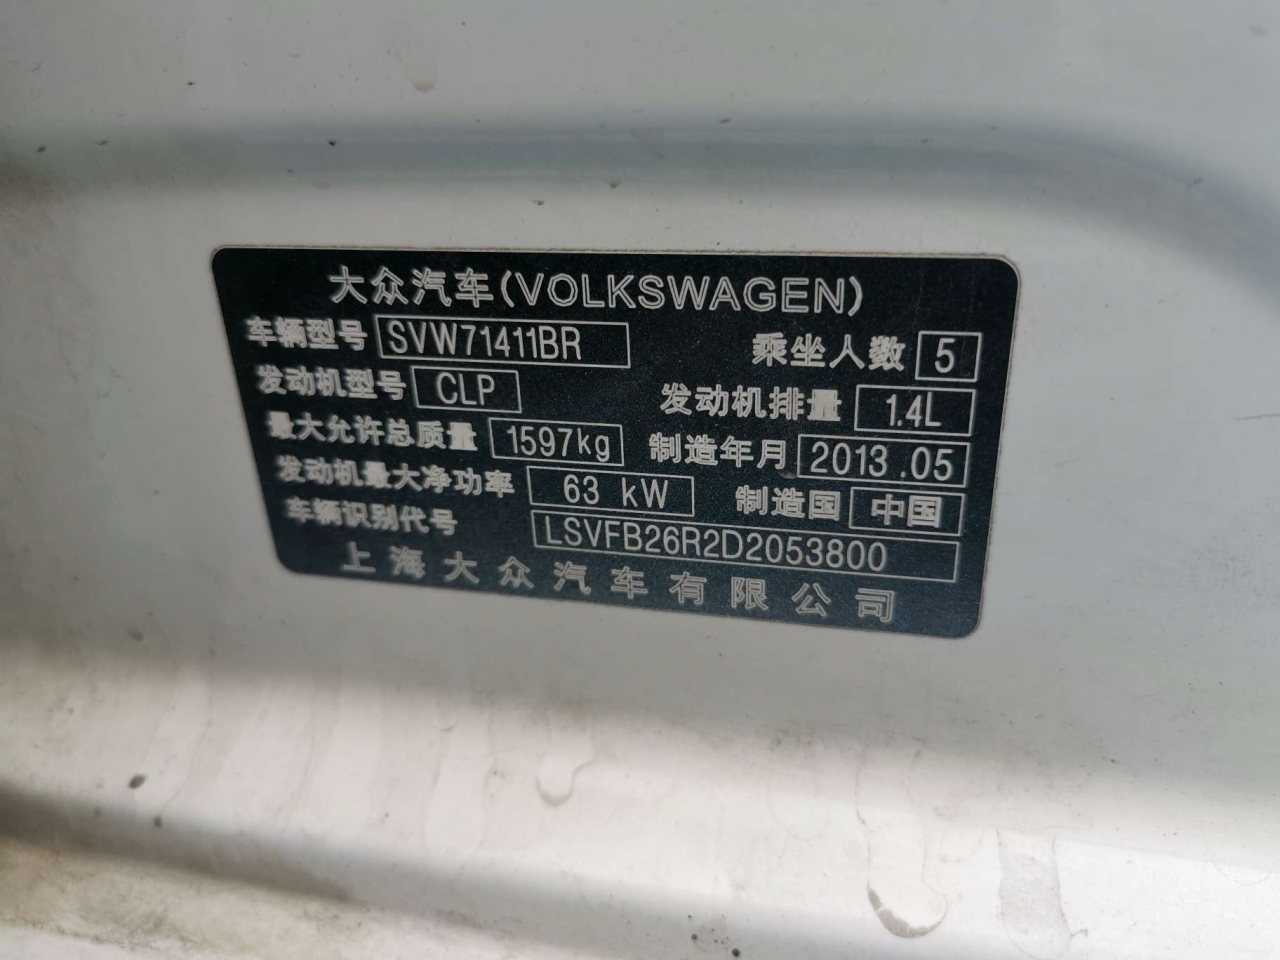 大众汽车(VOLKSWAGEN)
车辆型号 SVW71411BR 乘坐人数 5
发动机型号 CLP 发动机排量 1.4L
最大允许总质量 1597kg 制造年月 2013.05
发动机最大净功率 63 kW 制造国 中国
车辆识别代号 LSVFB26R2D2053800
上海大众汽车有限公司